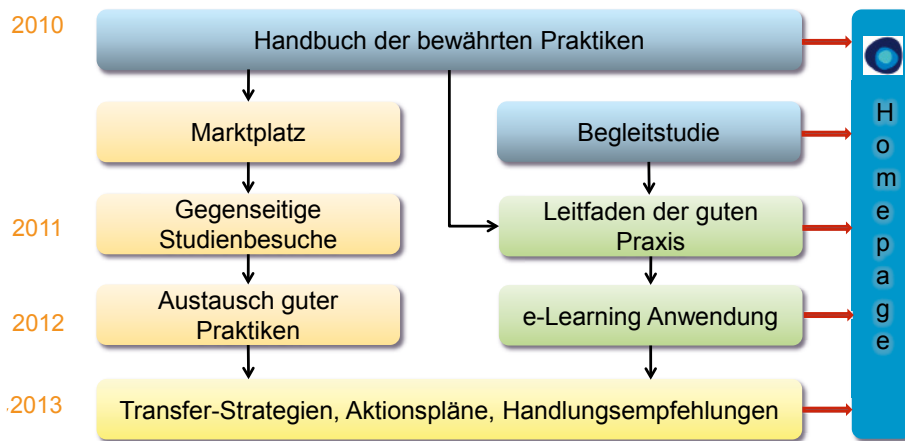 2010
Handbuch der bewährten Praktiken
Marktplatz
Begleitstudie
2011
Gegenseitige
Studienbesuche
Leitfaden der guten
Praxis
2012
Austausch guter
Praktiken
e-Learning Anwendung
2013
Transfer-Strategien, Aktionspläne, Handlungsempfehlungen
Homepage